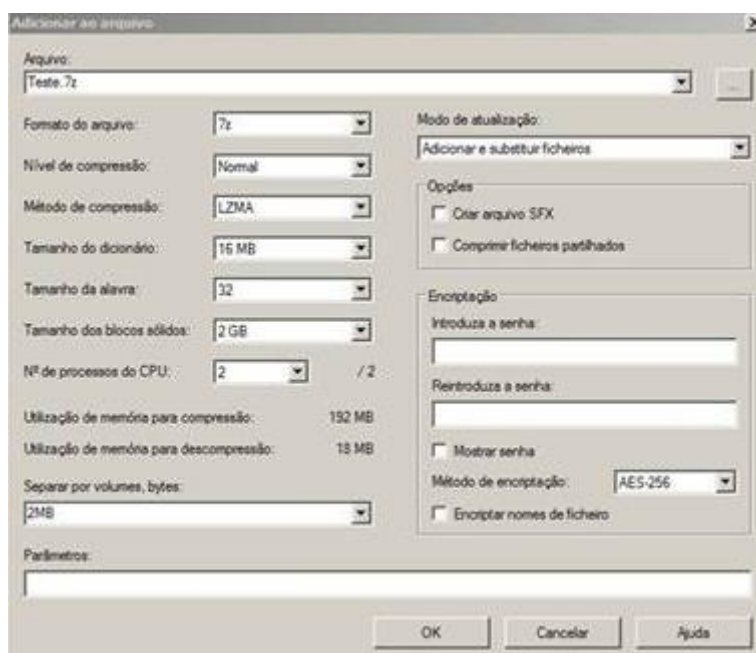 Adicionar ao arquivo
Arquivo:
Teste.7z
...
Formato do arquivo: 7z
Nível de compressão: Normal
Método de compressão: LZMA
Tamanho do dicionário: 16 MB
Tamanho da alavra: 32
Tamanho dos blocos sólidos: 2 GB
Nº de processos do CPU: 2 / 2
Utilização de memória para compressão: 192 MB
Utilização de memória para descompressão: 18 MB
Separar por volumes, bytes:
2MB
Modo de atualização:
Adicionar e substituir ficheiros
Opções
Criar arquivo SFX
Comprimir ficheiros partilhados
Encriptação
Introduza a senha:
Reintroduza a senha:
Mostrar senha
Método de encriptação: AES-256
Encriptar nomes de ficheiro
Parâmetros:
OK Cancelar Ajuda